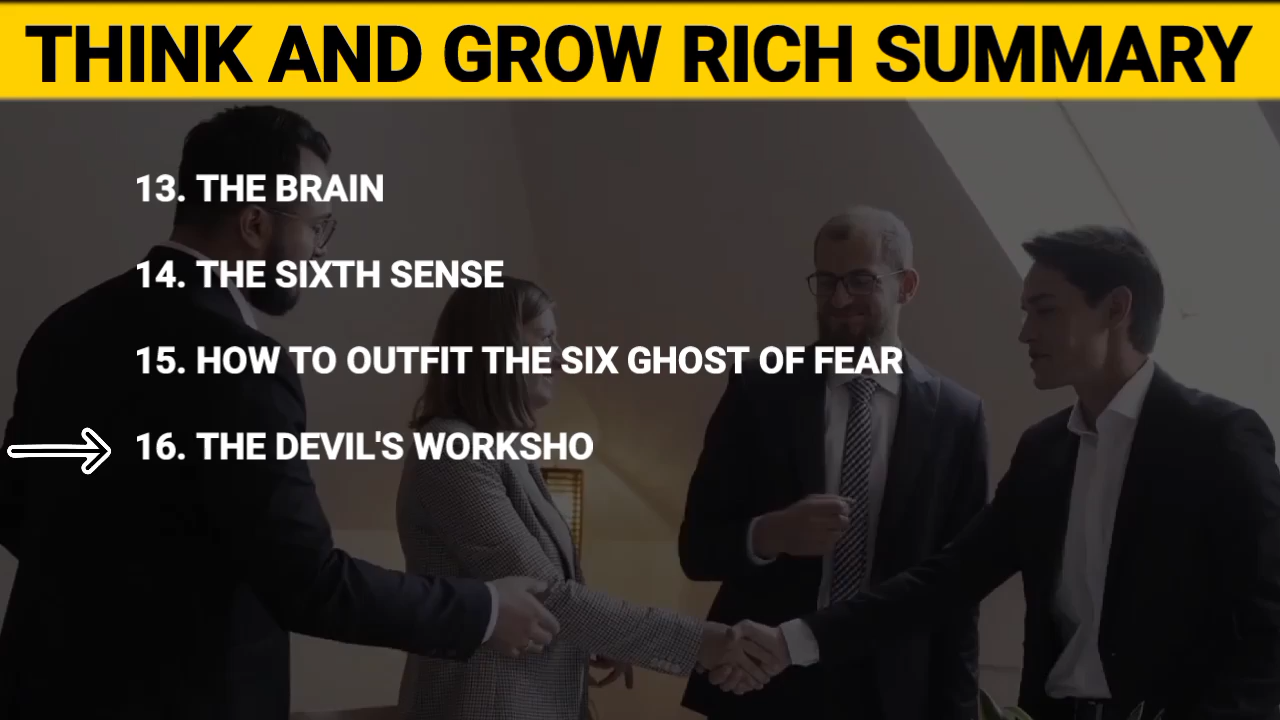 THINK AND GROW RICH SUMMARY
13. THE BRAIN
14. THE SIXTH SENSE
15. HOW TO OUTFIT THE SIX GHOST OF FEAR
16. THE DEVIL'S WORKSHO